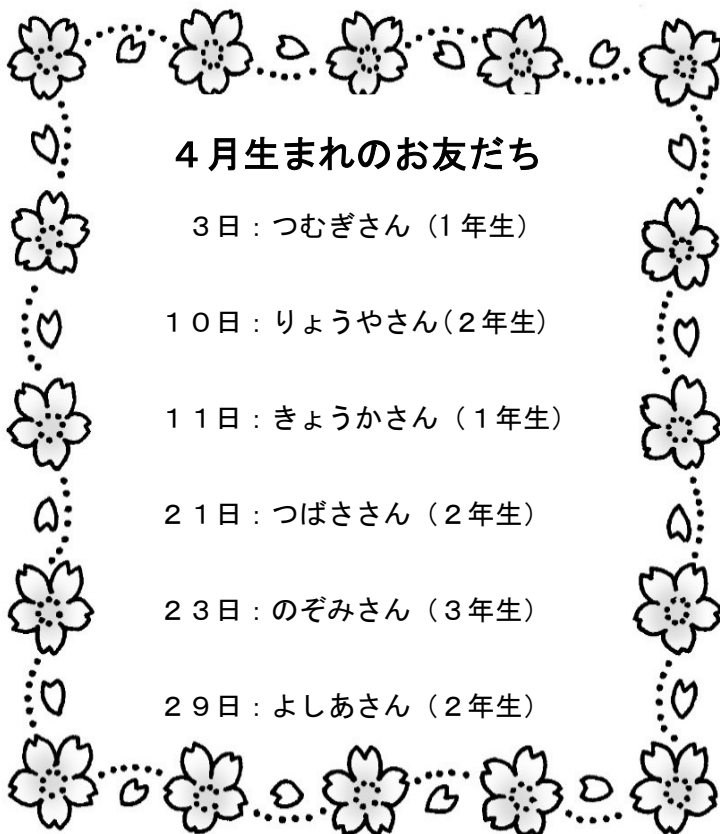 ４月生まれのお友だち
３日：つむぎさん（1年生）
１０日：りょうやさん（２年生）
１１日：きょうかさん（１年生）
２１日：つばささん（２年生）
２３日：のぞみさん（３年生）
２９日：よしあさん（２年生）